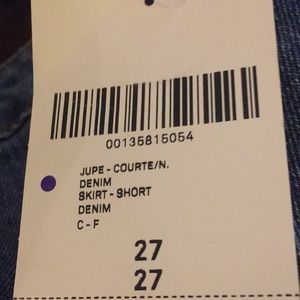 00135815054
JUPE - COURTE/N.
DENIM
SKIRT - SHORT
DENIM
C - F
27
27